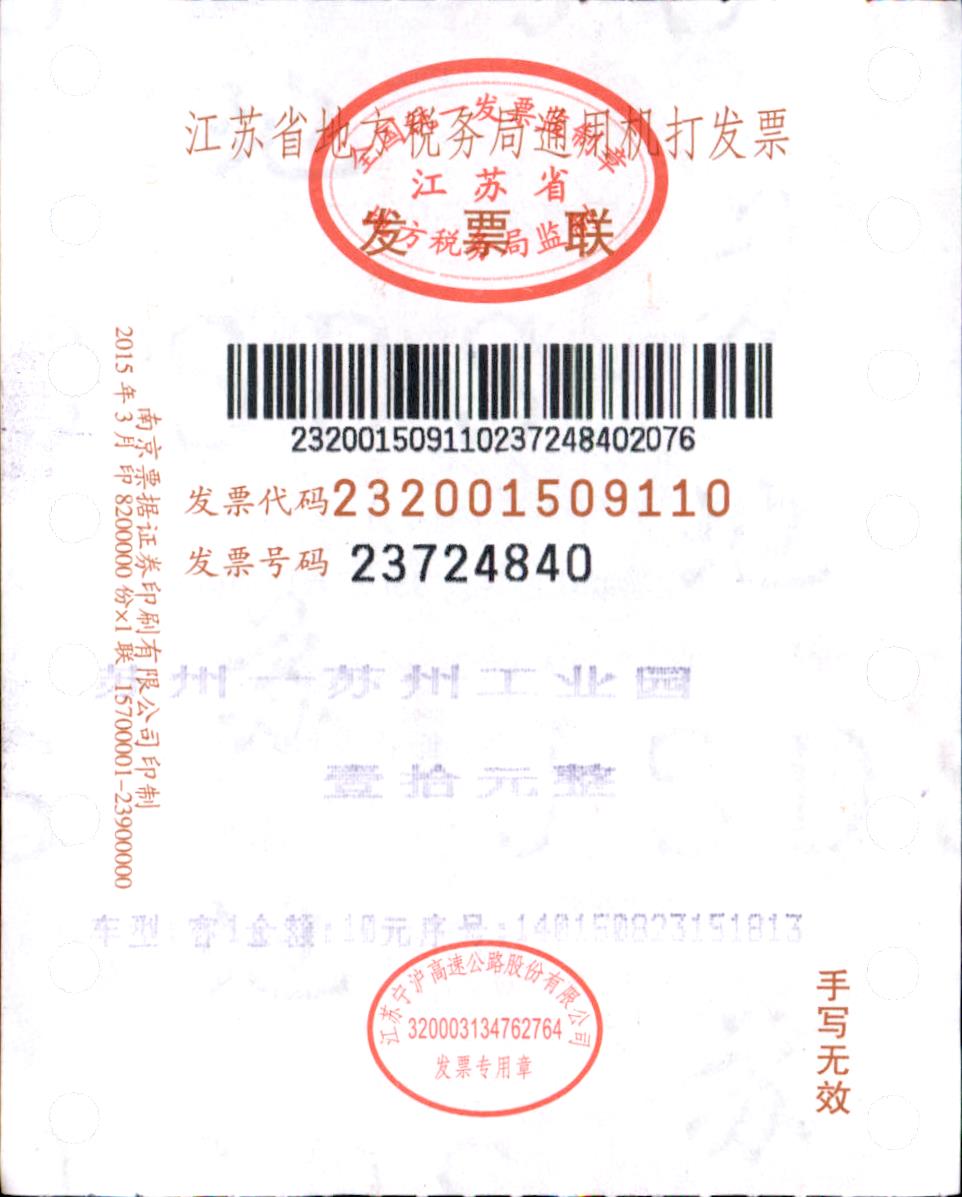 江苏省地方税务局通用机打发票
全国统一发票监制章
江苏省
地方税务局监制
发票联
232001509110237248402076
发票代码232001509110
发票号码 23724840
2015年3月印8200000份×1联 15700001-23900000
南京票据证券印刷有限公司印制
苏州—苏州工业园
壹拾元整
车型:客1金额:10元序号:140150823151813
江苏宁沪高速公路股份有限公司
320003134762764
发票专用章
手写无效